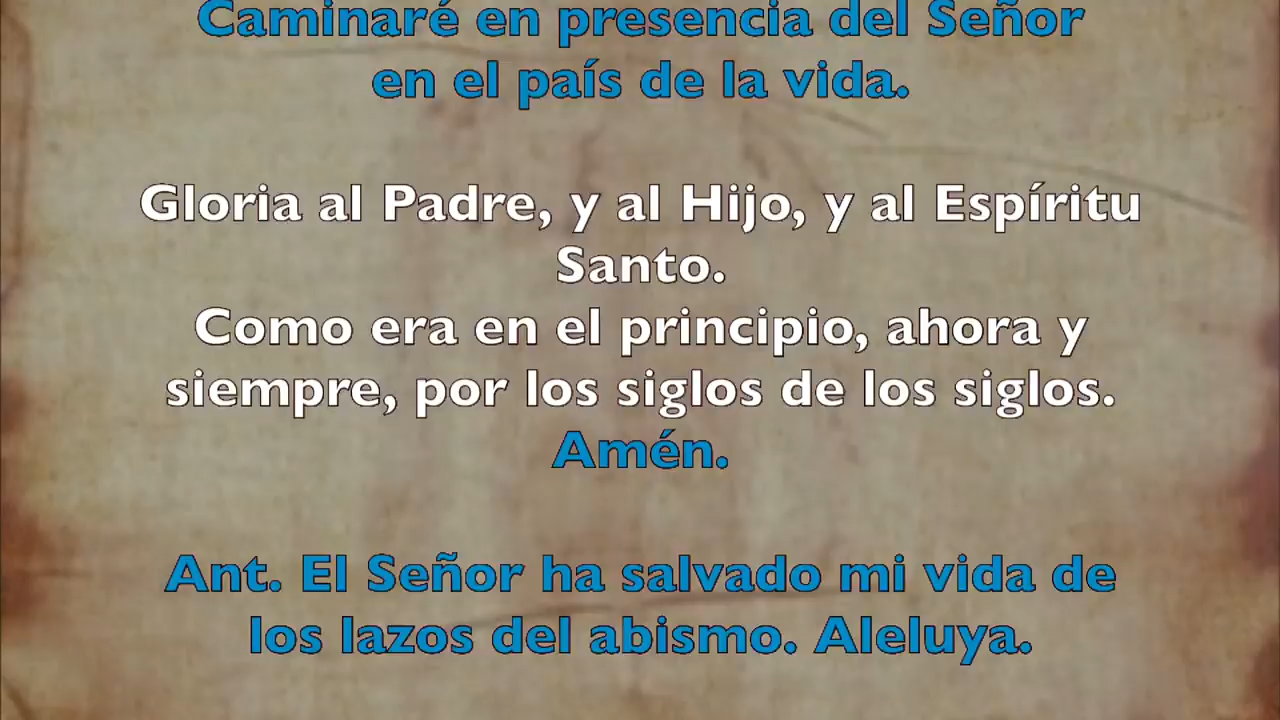 Caminaré en presencia del Señor
en el país de la vida.
Gloria al Padre, y al Hijo, y al Espíritu
Santo.
Como era en el principio, ahora y
siempre, por los siglos de los siglos.
Amén.
Ant. El Señor ha salvado mi vida de
los lazos del abismo. Aleluya.